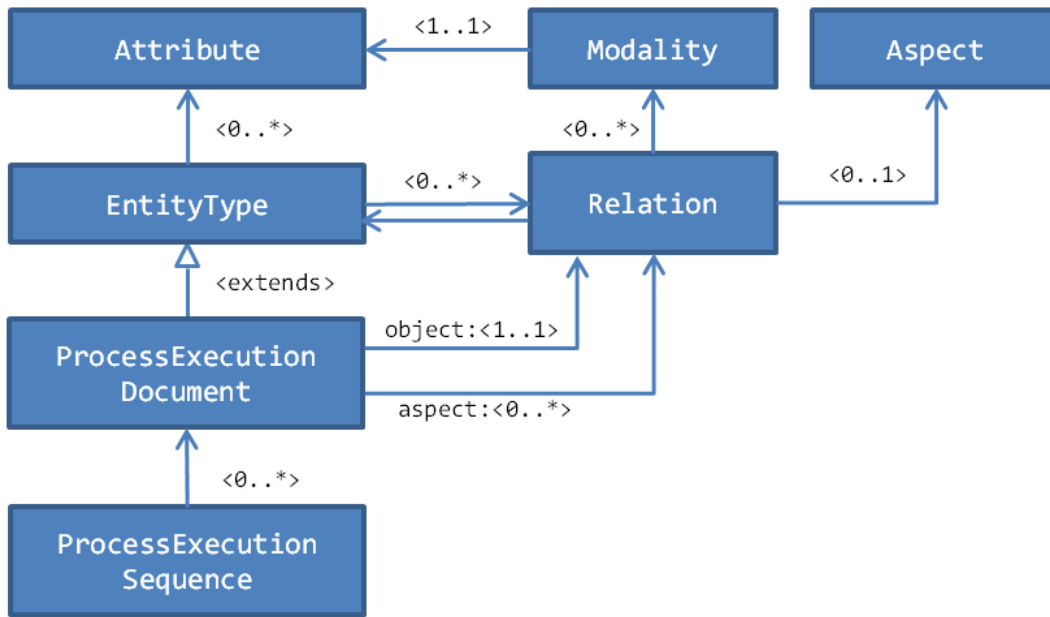 Attribute
<1..1>
Modality
Aspect
<0..*>
<0..*>
EntityType
<0..*>
Relation
<0..1>
<extends>
ProcessExecution
Document
object:<1..1>
aspect:<0..*>
<0..*>
ProcessExecution
Sequence